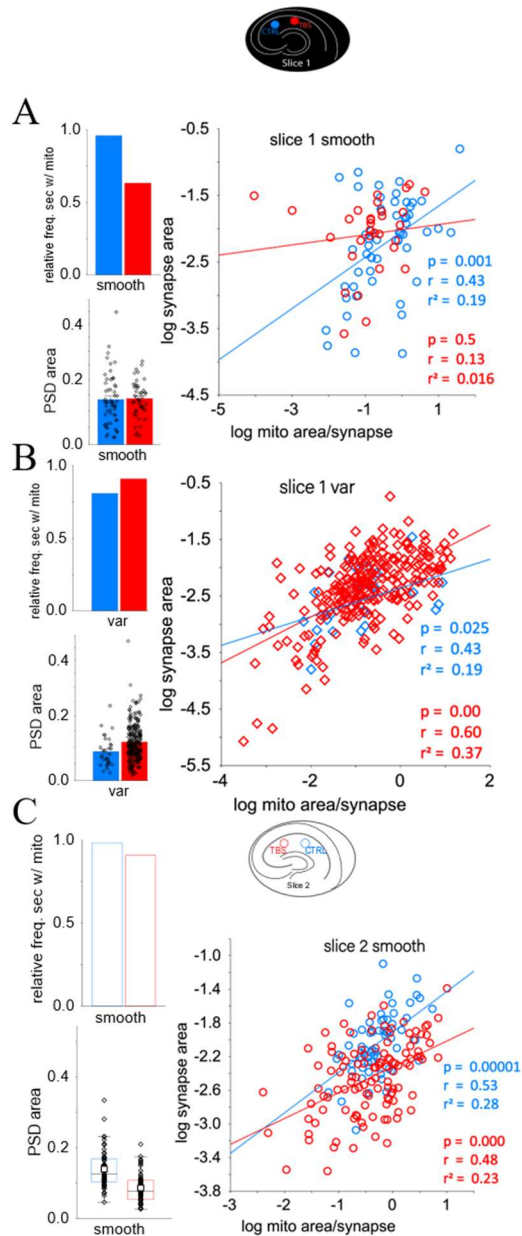 CTRL
TBS
Slice 1
A
relative freq. sec w/ mito
1.0
0.5
0.0
smooth
PSD area
0.4
0.2
0.0
smooth
slice 1 smooth
log synapse area
-0.5
-1.5
-2.5
-3.5
-4.5
-5
-3
-1
1
log mito area/synapse
p = 0.001
r = 0.43
r² = 0.19
p = 0.5
r = 0.13
r² = 0.016
B
relative freq. sec w/ mito
1.0
0.5
0.0
var
PSD area
0.4
0.2
0.0
var
slice 1 var
log synapse area
-0.5
-1.5
-2.5
-3.5
-4.5
-5.5
-4
-2
0
2
log mito area/synapse
p = 0.025
r = 0.43
r² = 0.19
p = 0.00
r = 0.60
r² = 0.37
C
TBS
CTRL
Slice 2
relative freq. sec w/ mito
1.0
0.5
0.0
smooth
PSD area
0.4
0.2
0.0
smooth
slice 2 smooth
log synapse area
-1.0
-1.4
-1.8
-2.2
-2.6
-3.0
-3.4
-3.8
-3
-2
-1
0
1
2
log mito area/synapse
p = 0.00001
r = 0.53
r² = 0.28
p = 0.000
r = 0.48
r² = 0.23